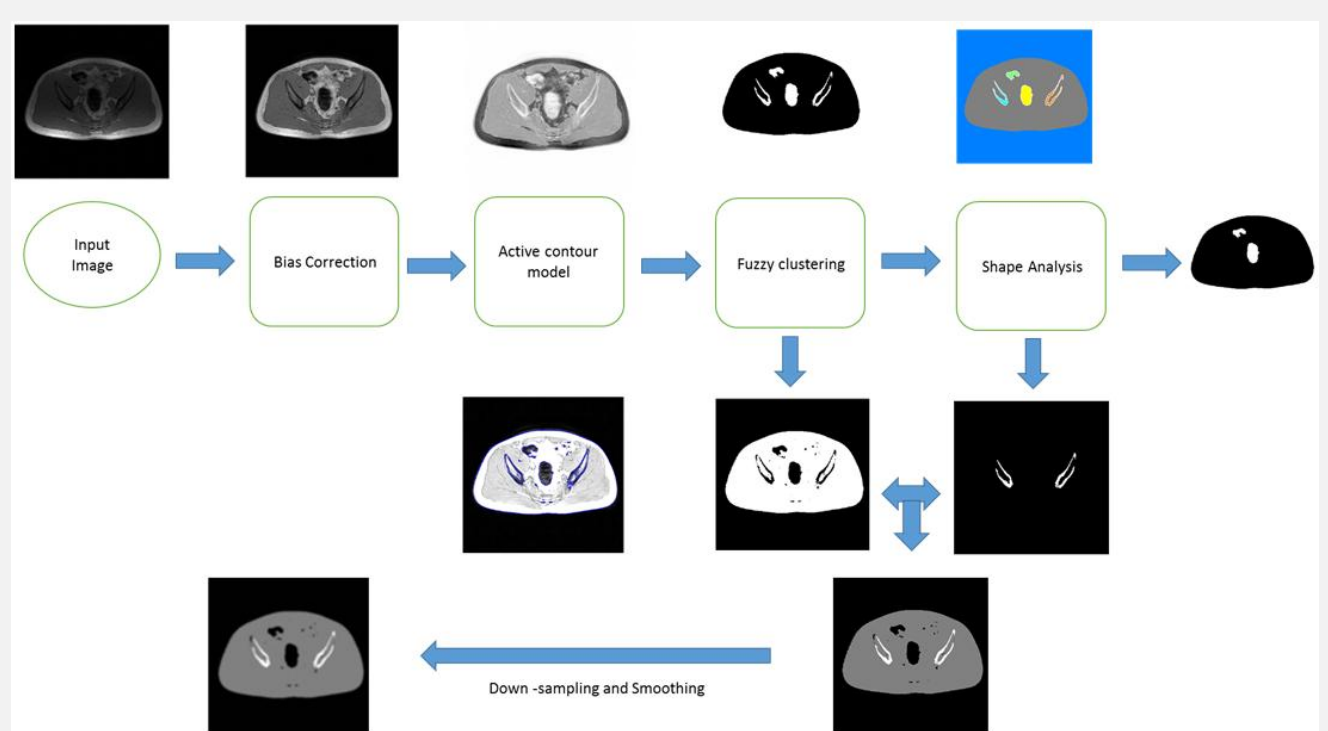 Input
Image
Bias Correction
Active contour
model
Fuzzy clustering
Shape Analysis
Down -sampling and Smoothing